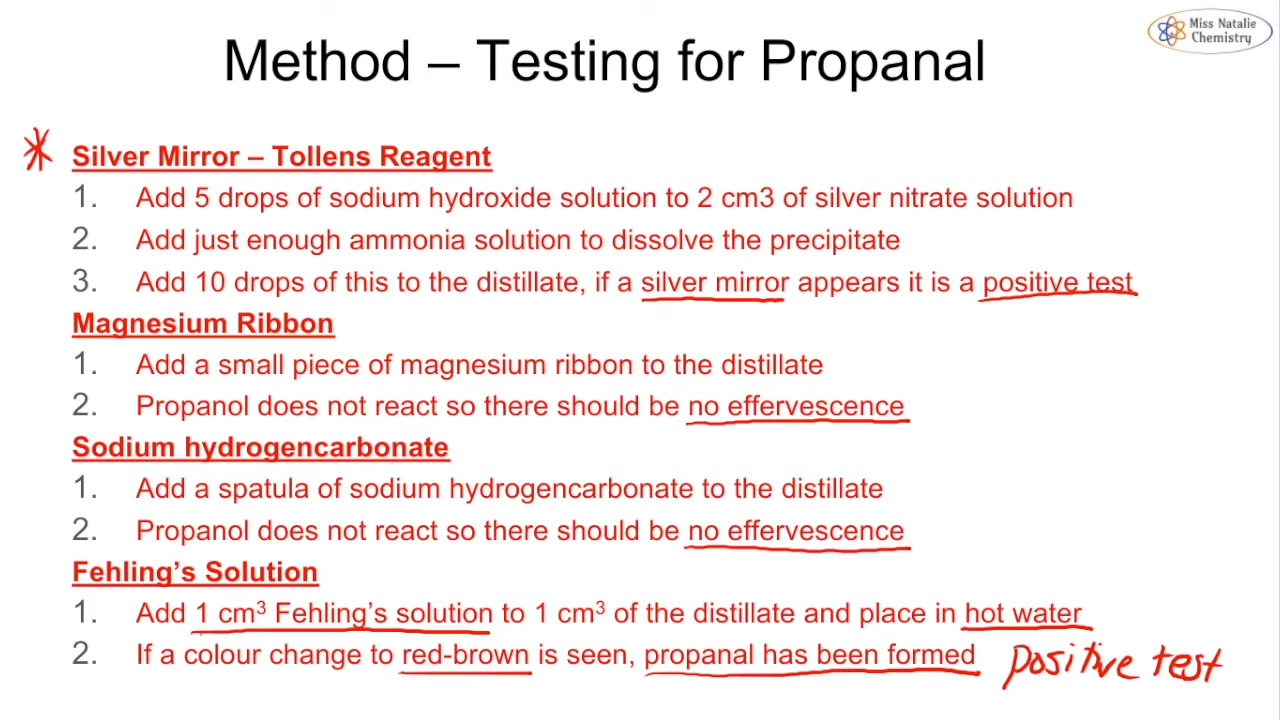 Miss Natalie
Chemistry
Method – Testing for Propanal
Silver Mirror – Tollens Reagent
1. Add 5 drops of sodium hydroxide solution to 2 cm3 of silver nitrate solution
2. Add just enough ammonia solution to dissolve the precipitate
3. Add 10 drops of this to the distillate, if a silver mirror appears it is a positive test
Magnesium Ribbon
1. Add a small piece of magnesium ribbon to the distillate
2. Propanol does not react so there should be no effervescence
Sodium hydrogencarbonate
1. Add a spatula of sodium hydrogencarbonate to the distillate
2. Propanol does not react so there should be no effervescence
Fehling’s Solution
1. Add 1 cm³ Fehling’s solution to 1 cm³ of the distillate and place in hot water
2. If a colour change to red-brown is seen, propanal has been formed positive test